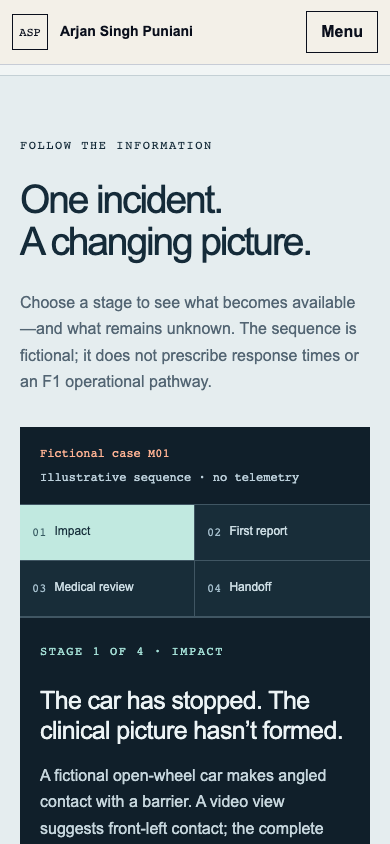 ASP
Arjan Singh Puniani
Menu
FOLLOW THE INFORMATION
One incident.
A changing picture.
Choose a stage to see what becomes available
—and what remains unknown. The sequence is
fictional; it does not prescribe response times or
an F1 operational pathway.
Fictional case M01
Illustrative sequence · no telemetry
01 Impact
02 First report
03 Medical review
04 Handoff
STAGE 1 OF 4 · IMPACT
The car has stopped. The
clinical picture hasn’t formed.
A fictional open-wheel car makes angled
contact with a barrier. A video view
suggests front-left contact; the complete